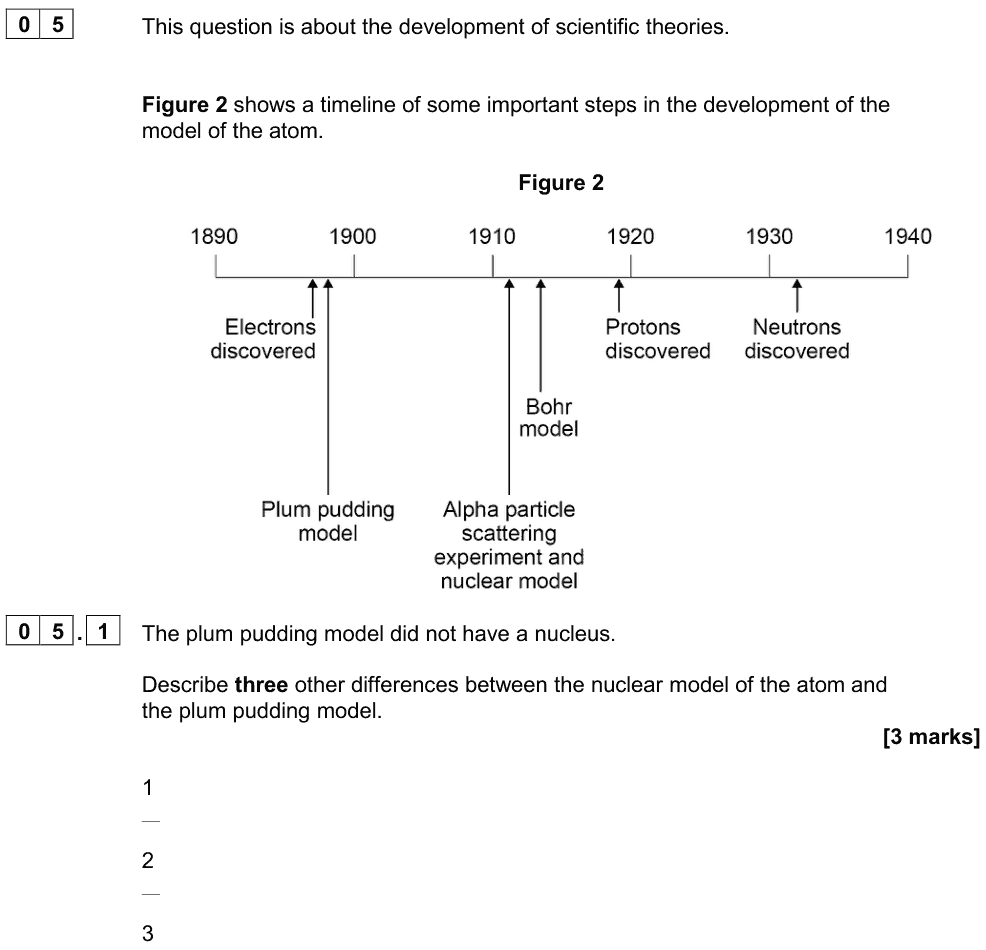 0 5 This question is about the development of scientific theories.
Figure 2 shows a timeline of some important steps in the development of the
model of the atom.
Figure 2
1890 1900 1910 1920 1930 1940
Electrons
discovered
Protons
discovered
Neutrons
discovered
Bohr
model
Plum pudding
model
Alpha particle
scattering
experiment and
nuclear model
0 5 . 1 The plum pudding model did not have a nucleus.
Describe three other differences between the nuclear model of the atom and
the plum pudding model.
[3 marks]
1
2
3